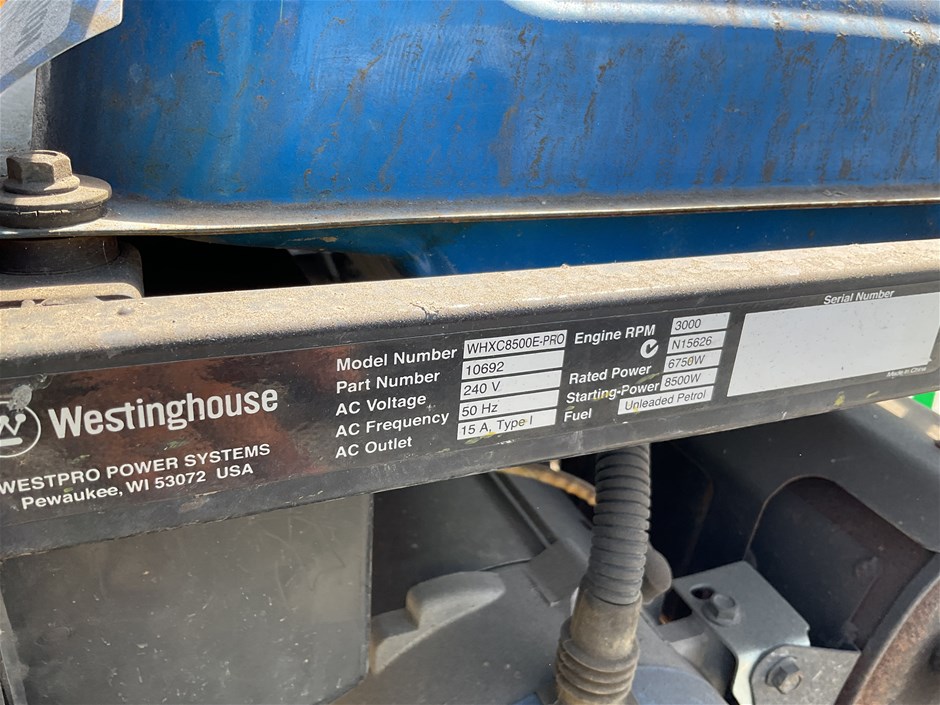 W Westinghouse
WESTPRO POWER SYSTEMS
Pewaukee, WI 53072 USA
Model Number WHXC8500E-PRO
Part Number 10692
AC Voltage 240 V
AC Frequency 50 Hz
AC Outlet 15 A, Type I
Engine RPM 3000
N15626
Rated Power 6750W
Starting-Power 8500W
Fuel Unleaded Petrol
Serial Number
Made in China